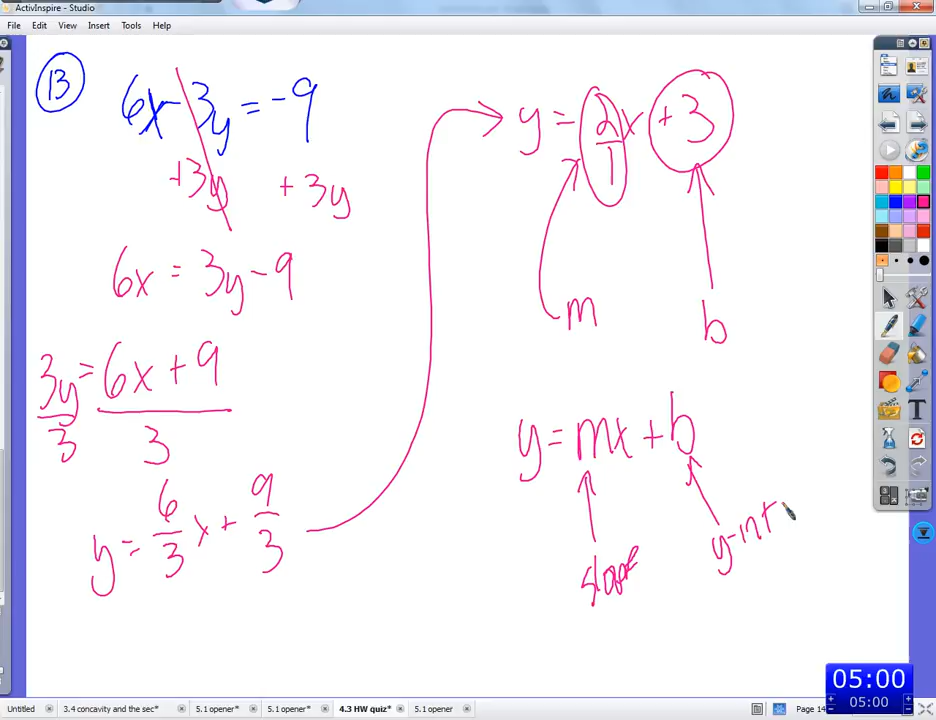 ActivInspire - Studio
File Edit View Insert Tools Help
13
6x - 3y = -9
+3y +3y
6x = 3y - 9
3y = 6x + 9
3 3
y = 6/3 x + 9/3
y = 2/1 x + 3
m b
y = mx + b
slope y-int
05:00
05:00
Untitled 3.4 concavity and the sec* 5.1 opener* 5.1 opener* 4.3 HW quiz* 5.1 opener
Page 14